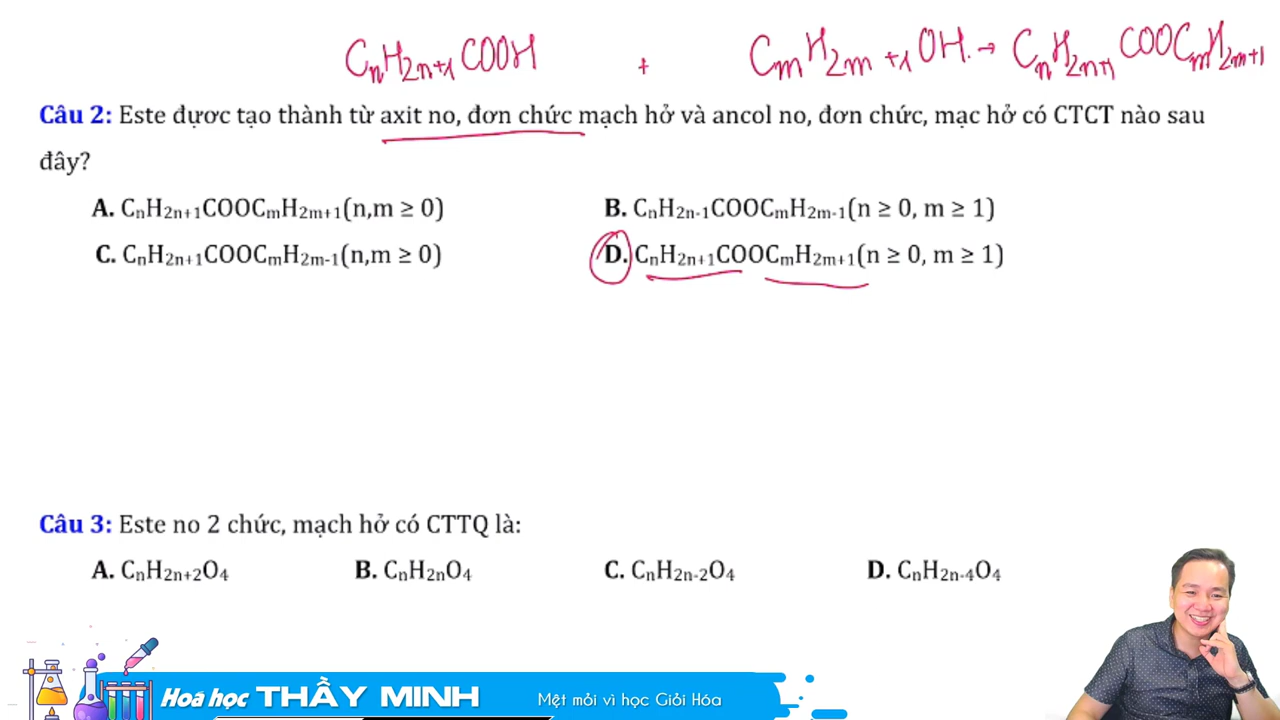 CnH2n+1COOH + CmH2m+1OH. → CnH2n+1COOCmH2m+1
Câu 2: Este được tạo thành từ axit no, đơn chức mạch hở và ancol no, đơn chức, mạc hở có CTCT nào sau
đây?
A. CnH2n+1COOCmH2m+1(n,m ≥ 0) B. CnH2n-1COOCmH2m-1(n ≥ 0, m ≥ 1)
C. CnH2n+1COOCmH2m-1(n,m ≥ 0) D. CnH2n+1COOCmH2m+1(n ≥ 0, m ≥ 1)
Câu 3: Este no 2 chức, mạch hở có CTTQ là:
A. CnH2n+2O4 B. CnH2nO4 C. CnH2n-2O4 D. CnH2n-4O4
Hoá học THẦY MINH Mệt mỏi vì học Giỏi Hóa